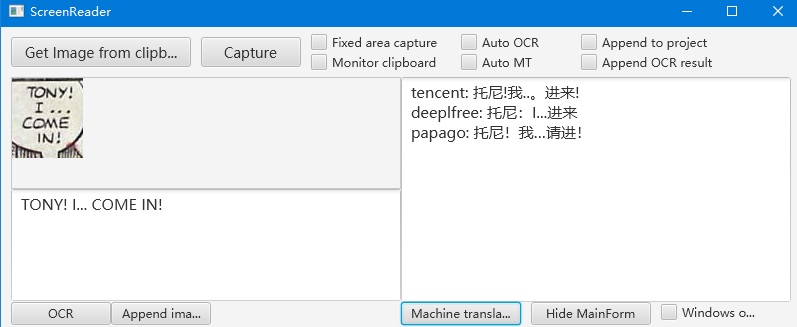 ScreenReader
Get Image from clipb...
Capture
Fixed area capture
Auto OCR
Append to project
Monitor clipboard
Auto MT
Append OCR result
TONY!
I ...
COME
IN!
tencent: 托尼!我..。进来!
deeplfree: 托尼：I...进来
papago: 托尼！我...请进!
TONY! I... COME IN!
OCR
Append ima...
Machine transla...
Hide MainForm
Windows o...